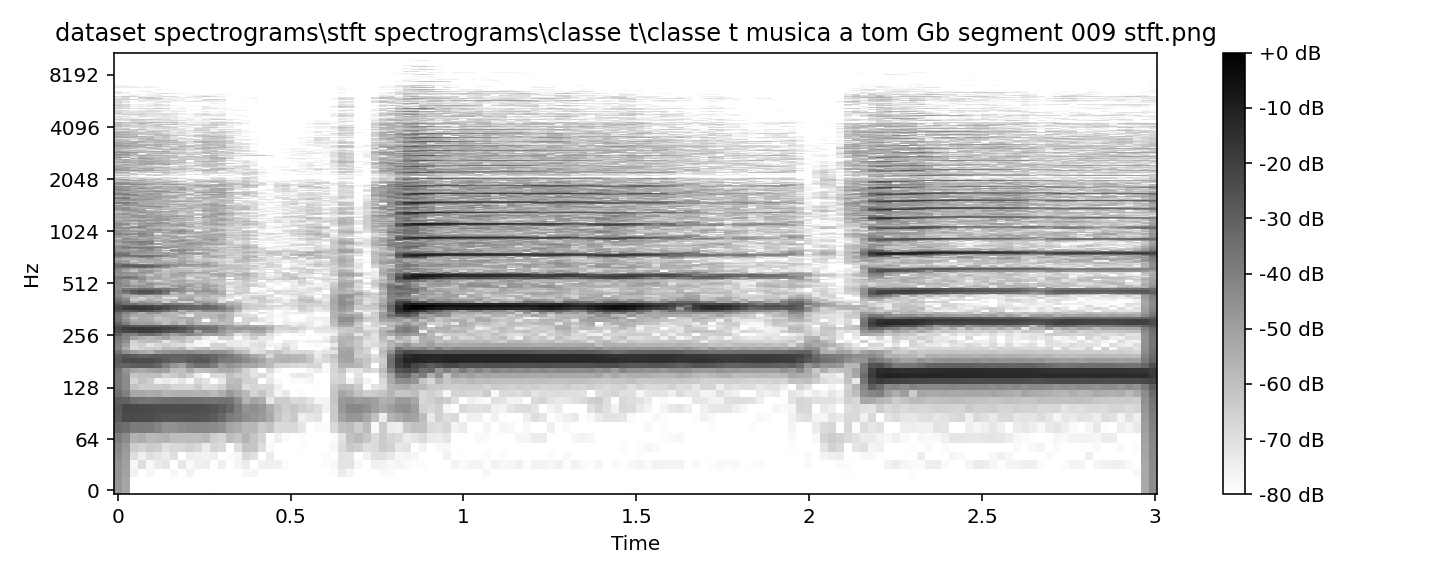 dataset spectrograms\stft spectrograms\classe t\classe t musica a tom Gb segment 009 stft.png
8192
4096
2048
1024
512
256
128
64
0
Hz
0
0.5
1
1.5
2
2.5
3
Time
+0 dB
-10 dB
-20 dB
-30 dB
-40 dB
-50 dB
-60 dB
-70 dB
-80 dB